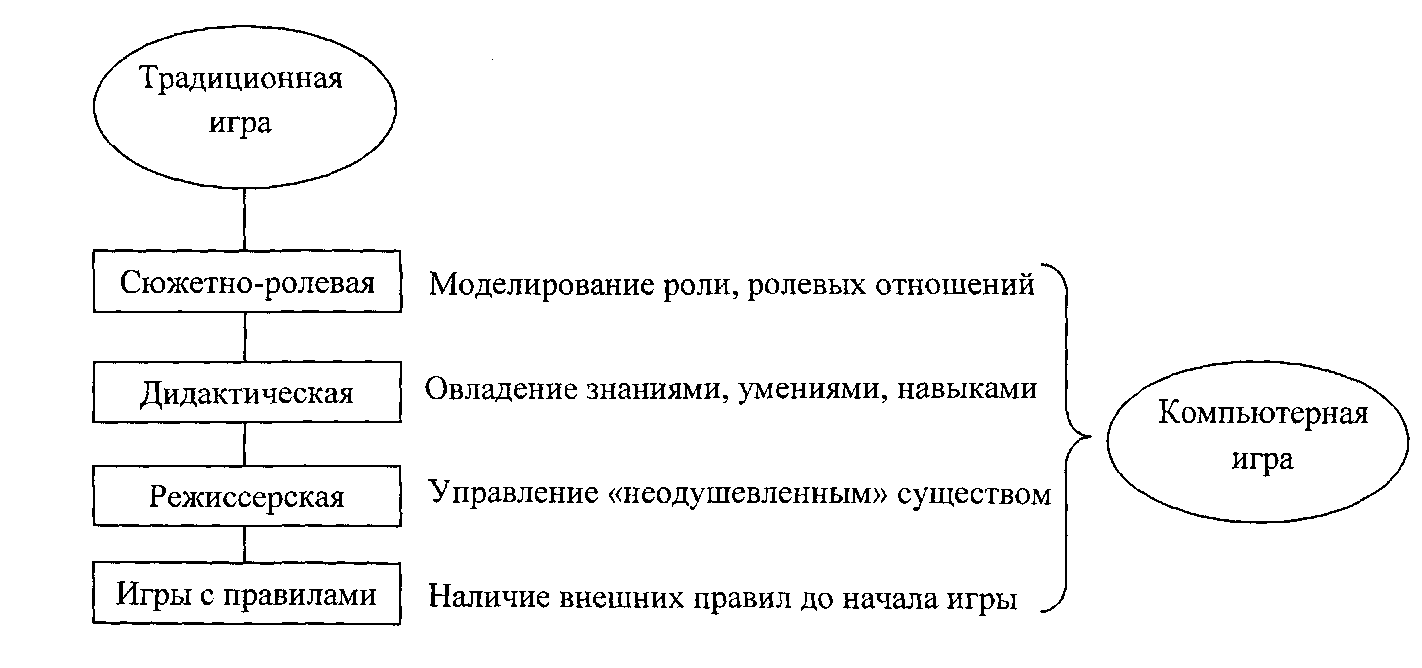 Традиционная
игра
Сюжетно-ролевая
Моделирование роли, ролевых отношений
Дидактическая
Овладение знаниями, умениями, навыками
Режиссерская
Управление «неодушевленным» существом
Игры с правилами
Наличие внешних правил до начала игры
Компьютерная
игра